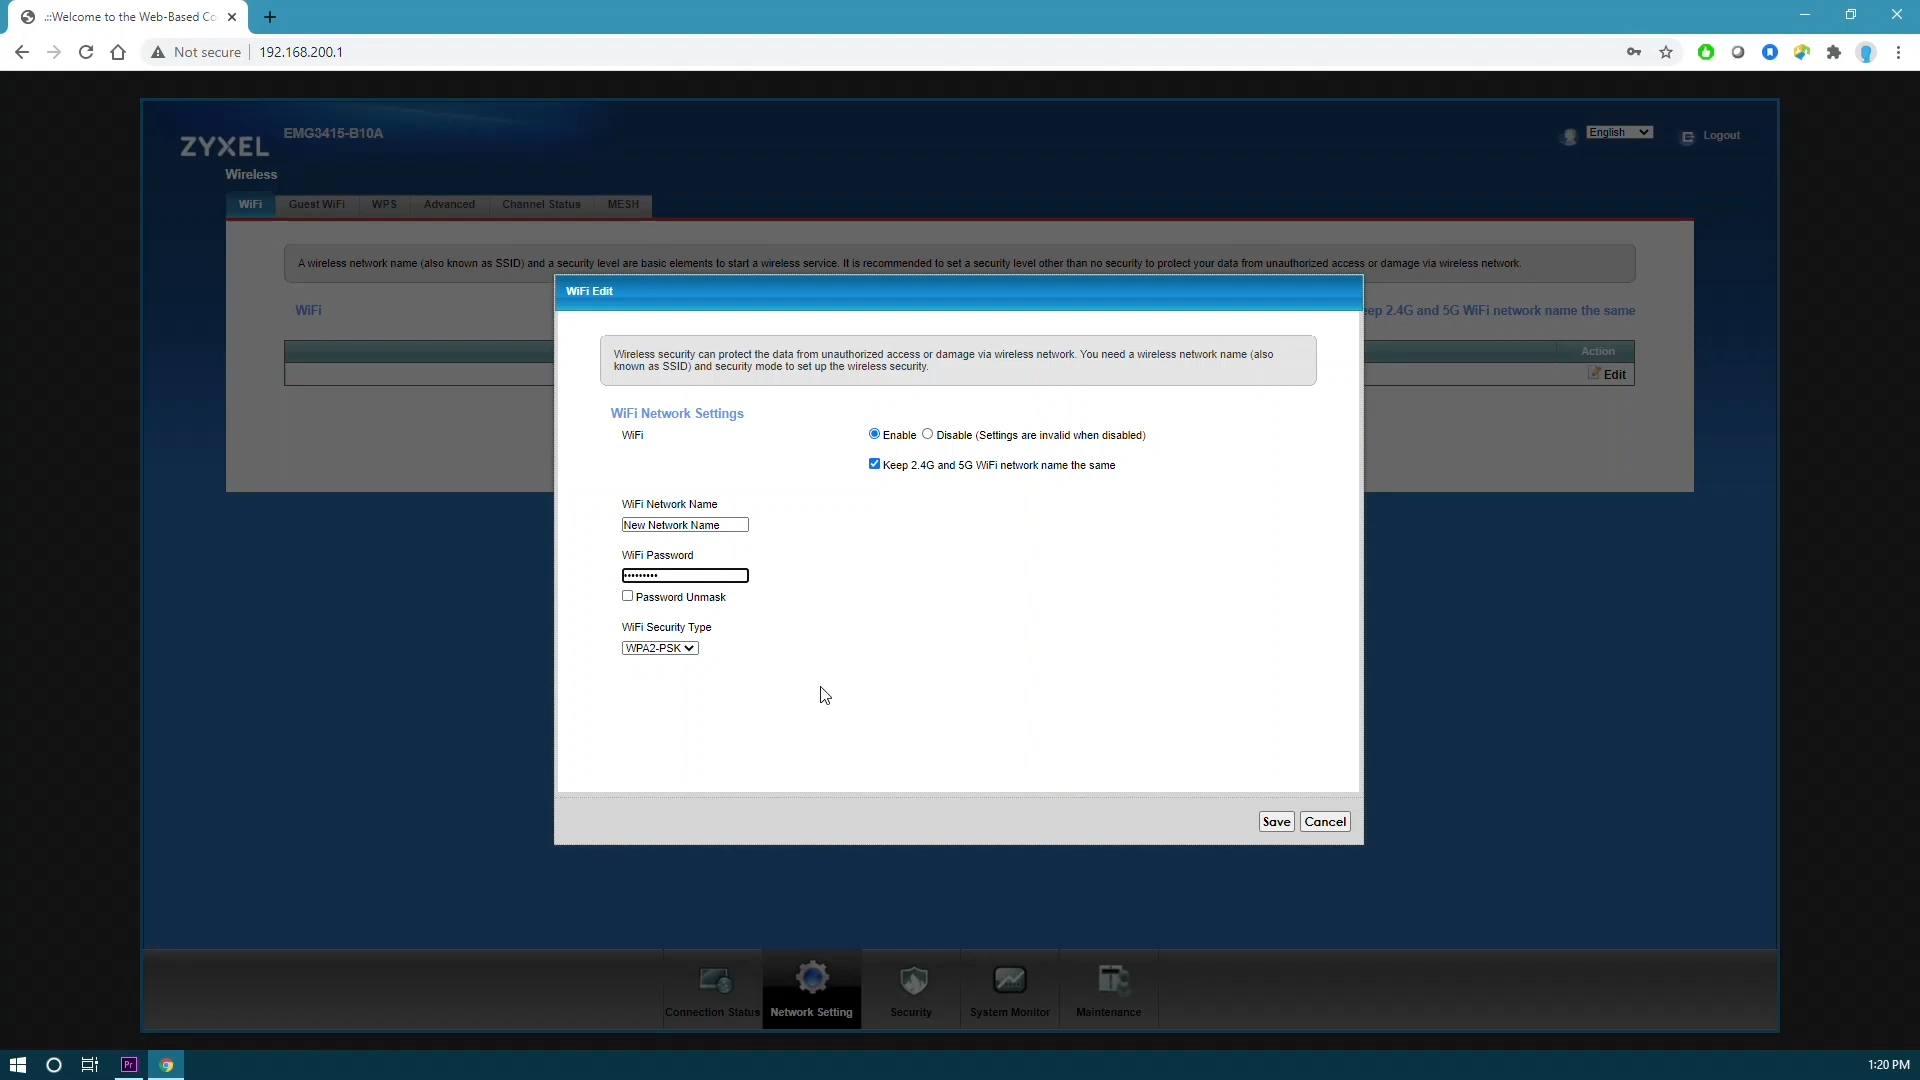 .::Welcome to the Web-Based Co
Not secure
192.168.200.1
ZYXEL
EMG3415-B10A
English
Logout
Wireless
WiFi
Guest WiFi
WPS
Advanced
Channel Status
MESH
A wireless network name (also known as SSID) and a security level are basic elements to start a wireless service. It is recommended to set a security level other than no security to protect your data from unauthorized access or damage via wireless network.
WiFi
eep 2.4G and 5G WiFi network name the same
Action
Edit
WiFi Edit
Wireless security can protect the data from unauthorized access or damage via wireless network. You need a wireless network name (also
known as SSID) and security mode to set up the wireless security.
WiFi Network Settings
WiFi
Enable
Disable (Settings are invalid when disabled)
Keep 2.4G and 5G WiFi network name the same
WiFi Network Name
New Network Name
WiFi Password
•••••••••
Password Unmask
WiFi Security Type
WPA2-PSK
Save
Cancel
Connection Status
Network Setting
Security
System Monitor
Maintenance
Pr
1:20 PM